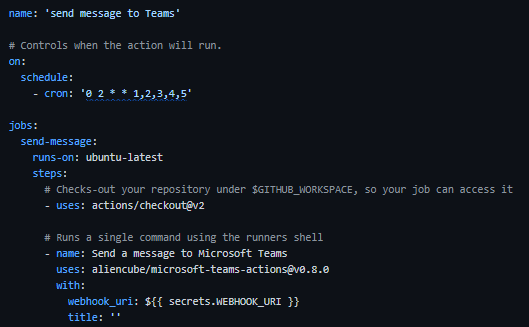 name: 'send message to Teams'
# Controls when the action will run.
on:
schedule:
- cron: '0 2 * * 1,2,3,4,5'
jobs:
send-message:
runs-on: ubuntu-latest
steps:
# Checks-out your repository under $GITHUB_WORKSPACE, so your job can access it
- uses: actions/checkout@v2
# Runs a single command using the runners shell
- name: Send a message to Microsoft Teams
uses: aliencube/microsoft-teams-actions@v0.8.0
with:
webhook_uri: ${{ secrets.WEBHOOK_URI }}
title: ''